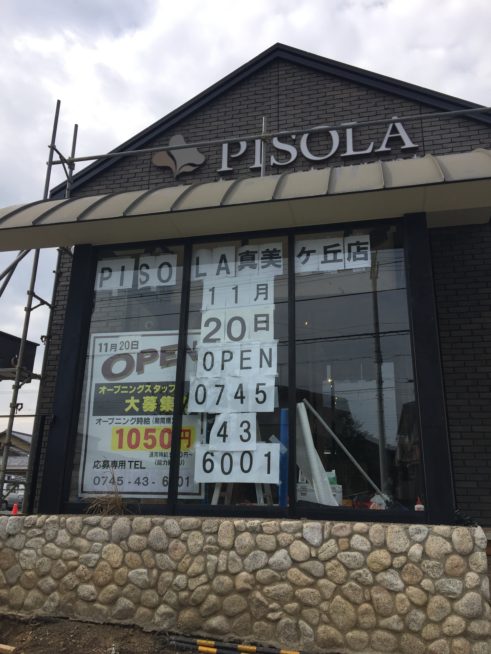 PISOLA
PISOLA真美ケ丘店
11月
20日
OPEN
0745
43
6001
11月20日
OPEN
オープニングスタッフ
大募集
オープニング時給
1050円
応募専用TEL
0745-43-6001